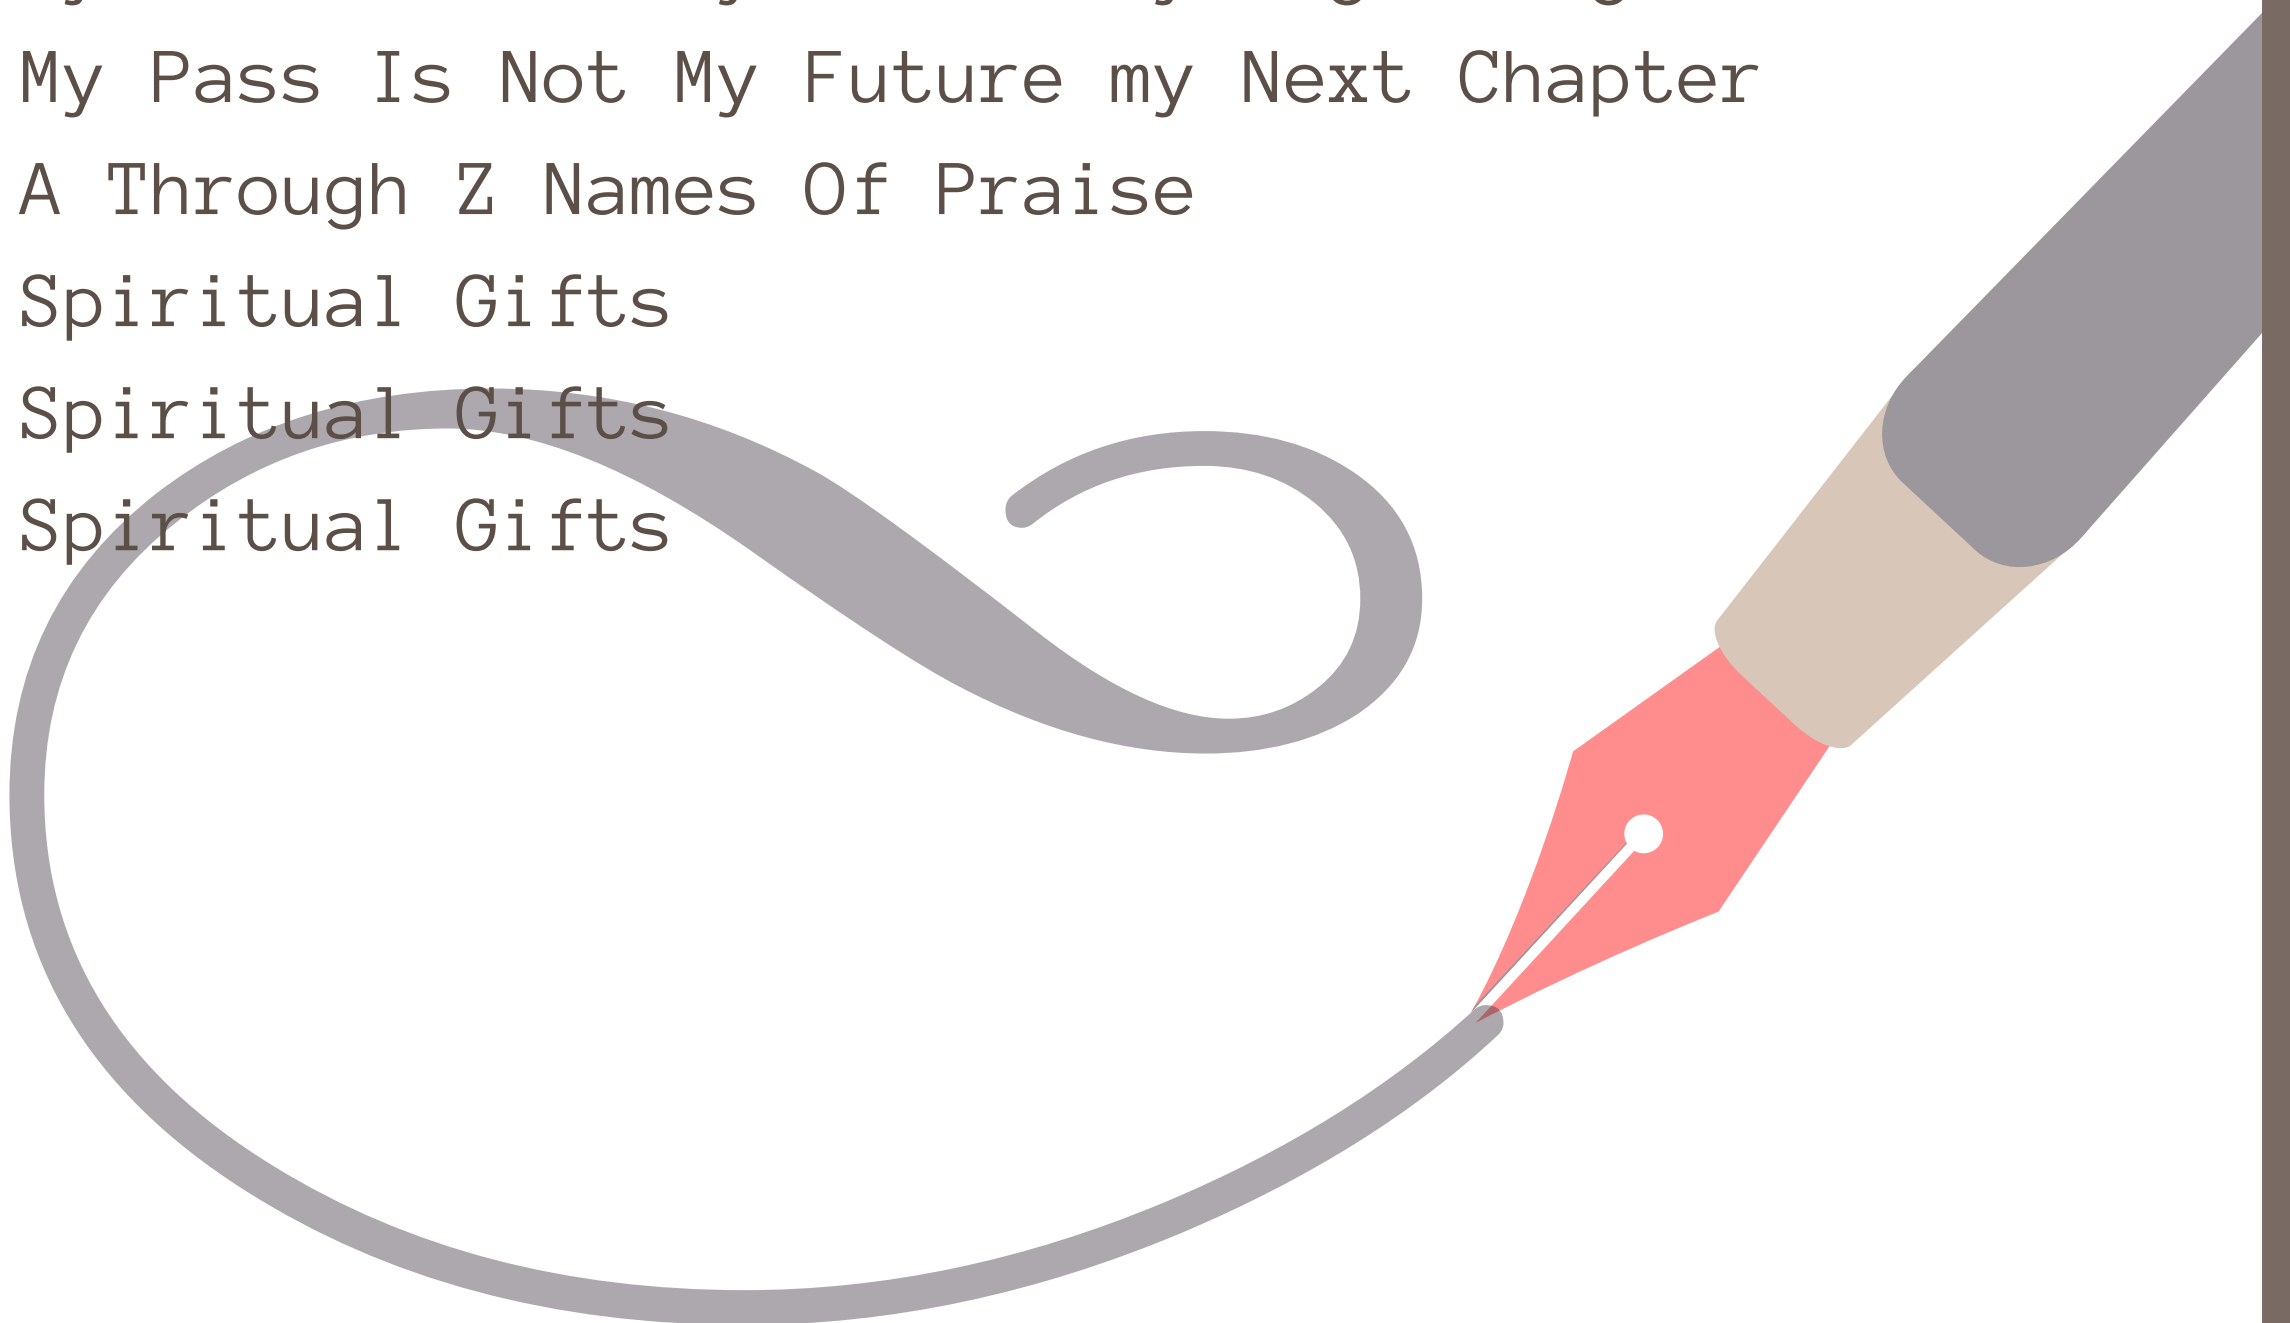 My Pass Is Not My Future my Next Chapter
A Through Z Names Of Praise
Spiritual Gifts
Spiritual Gifts
Spiritual Gifts